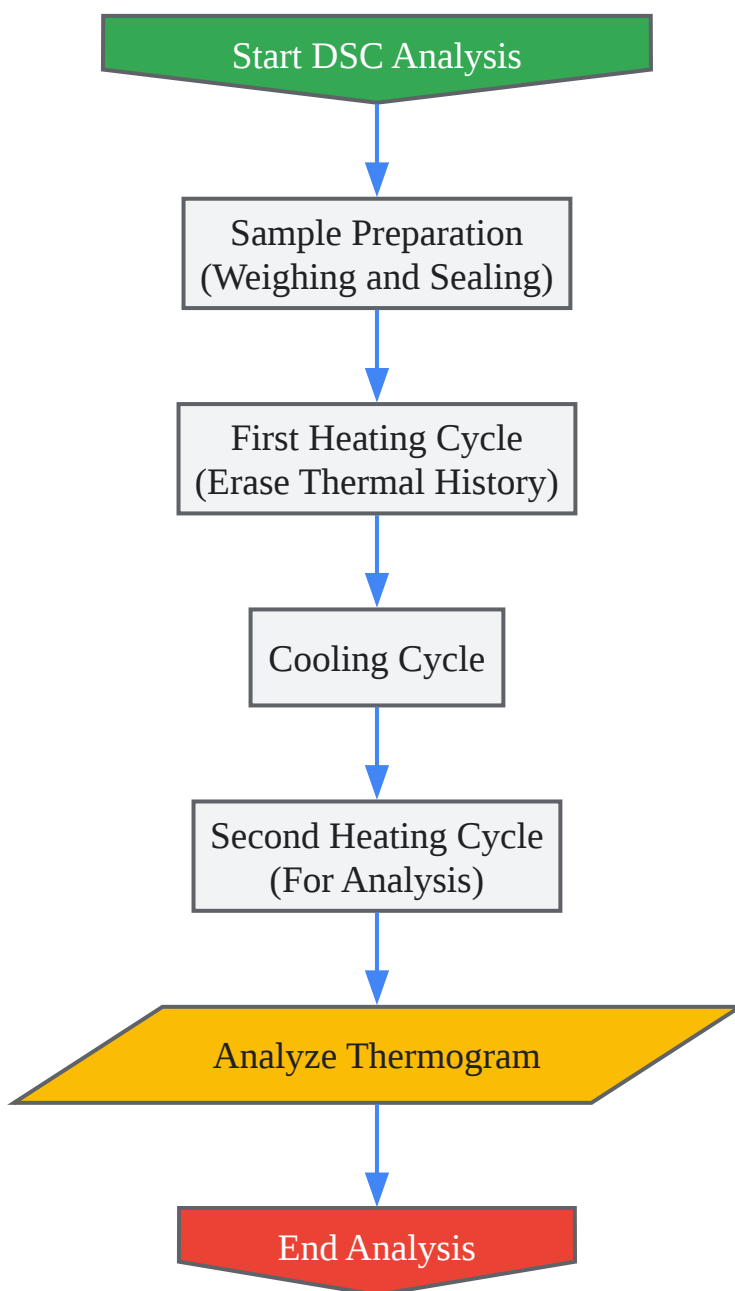 Start DSC Analysis
Sample Preparation
(Weighing and Sealing)
First Heating Cycle
(Erase Thermal History)
Cooling Cycle
Second Heating Cycle
(For Analysis)
Analyze Thermogram
End Analysis